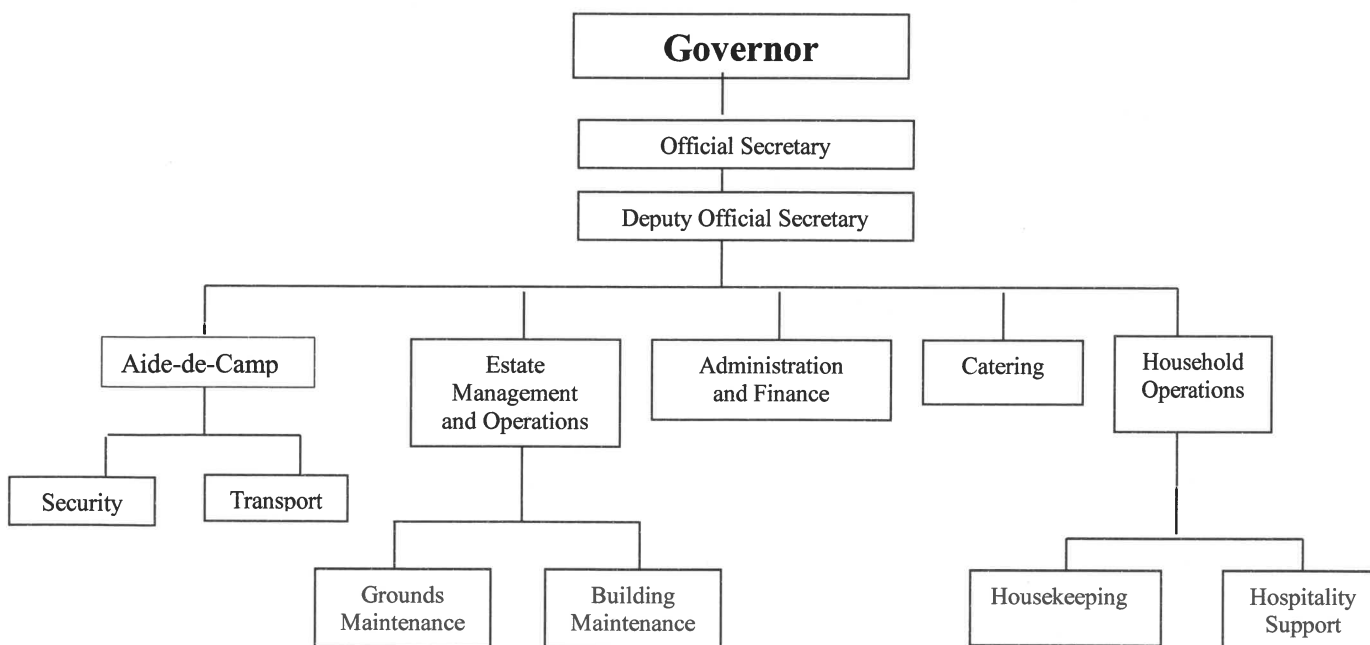 Governor
Official Secretary
Deputy Official Secretary
Aide-de-Camp
Estate
Management
and Operations
Administration
and Finance
Catering
Household
Operations
Security
Transport
Grounds
Maintenance
Building
Maintenance
Housekeeping
Hospitality
Support